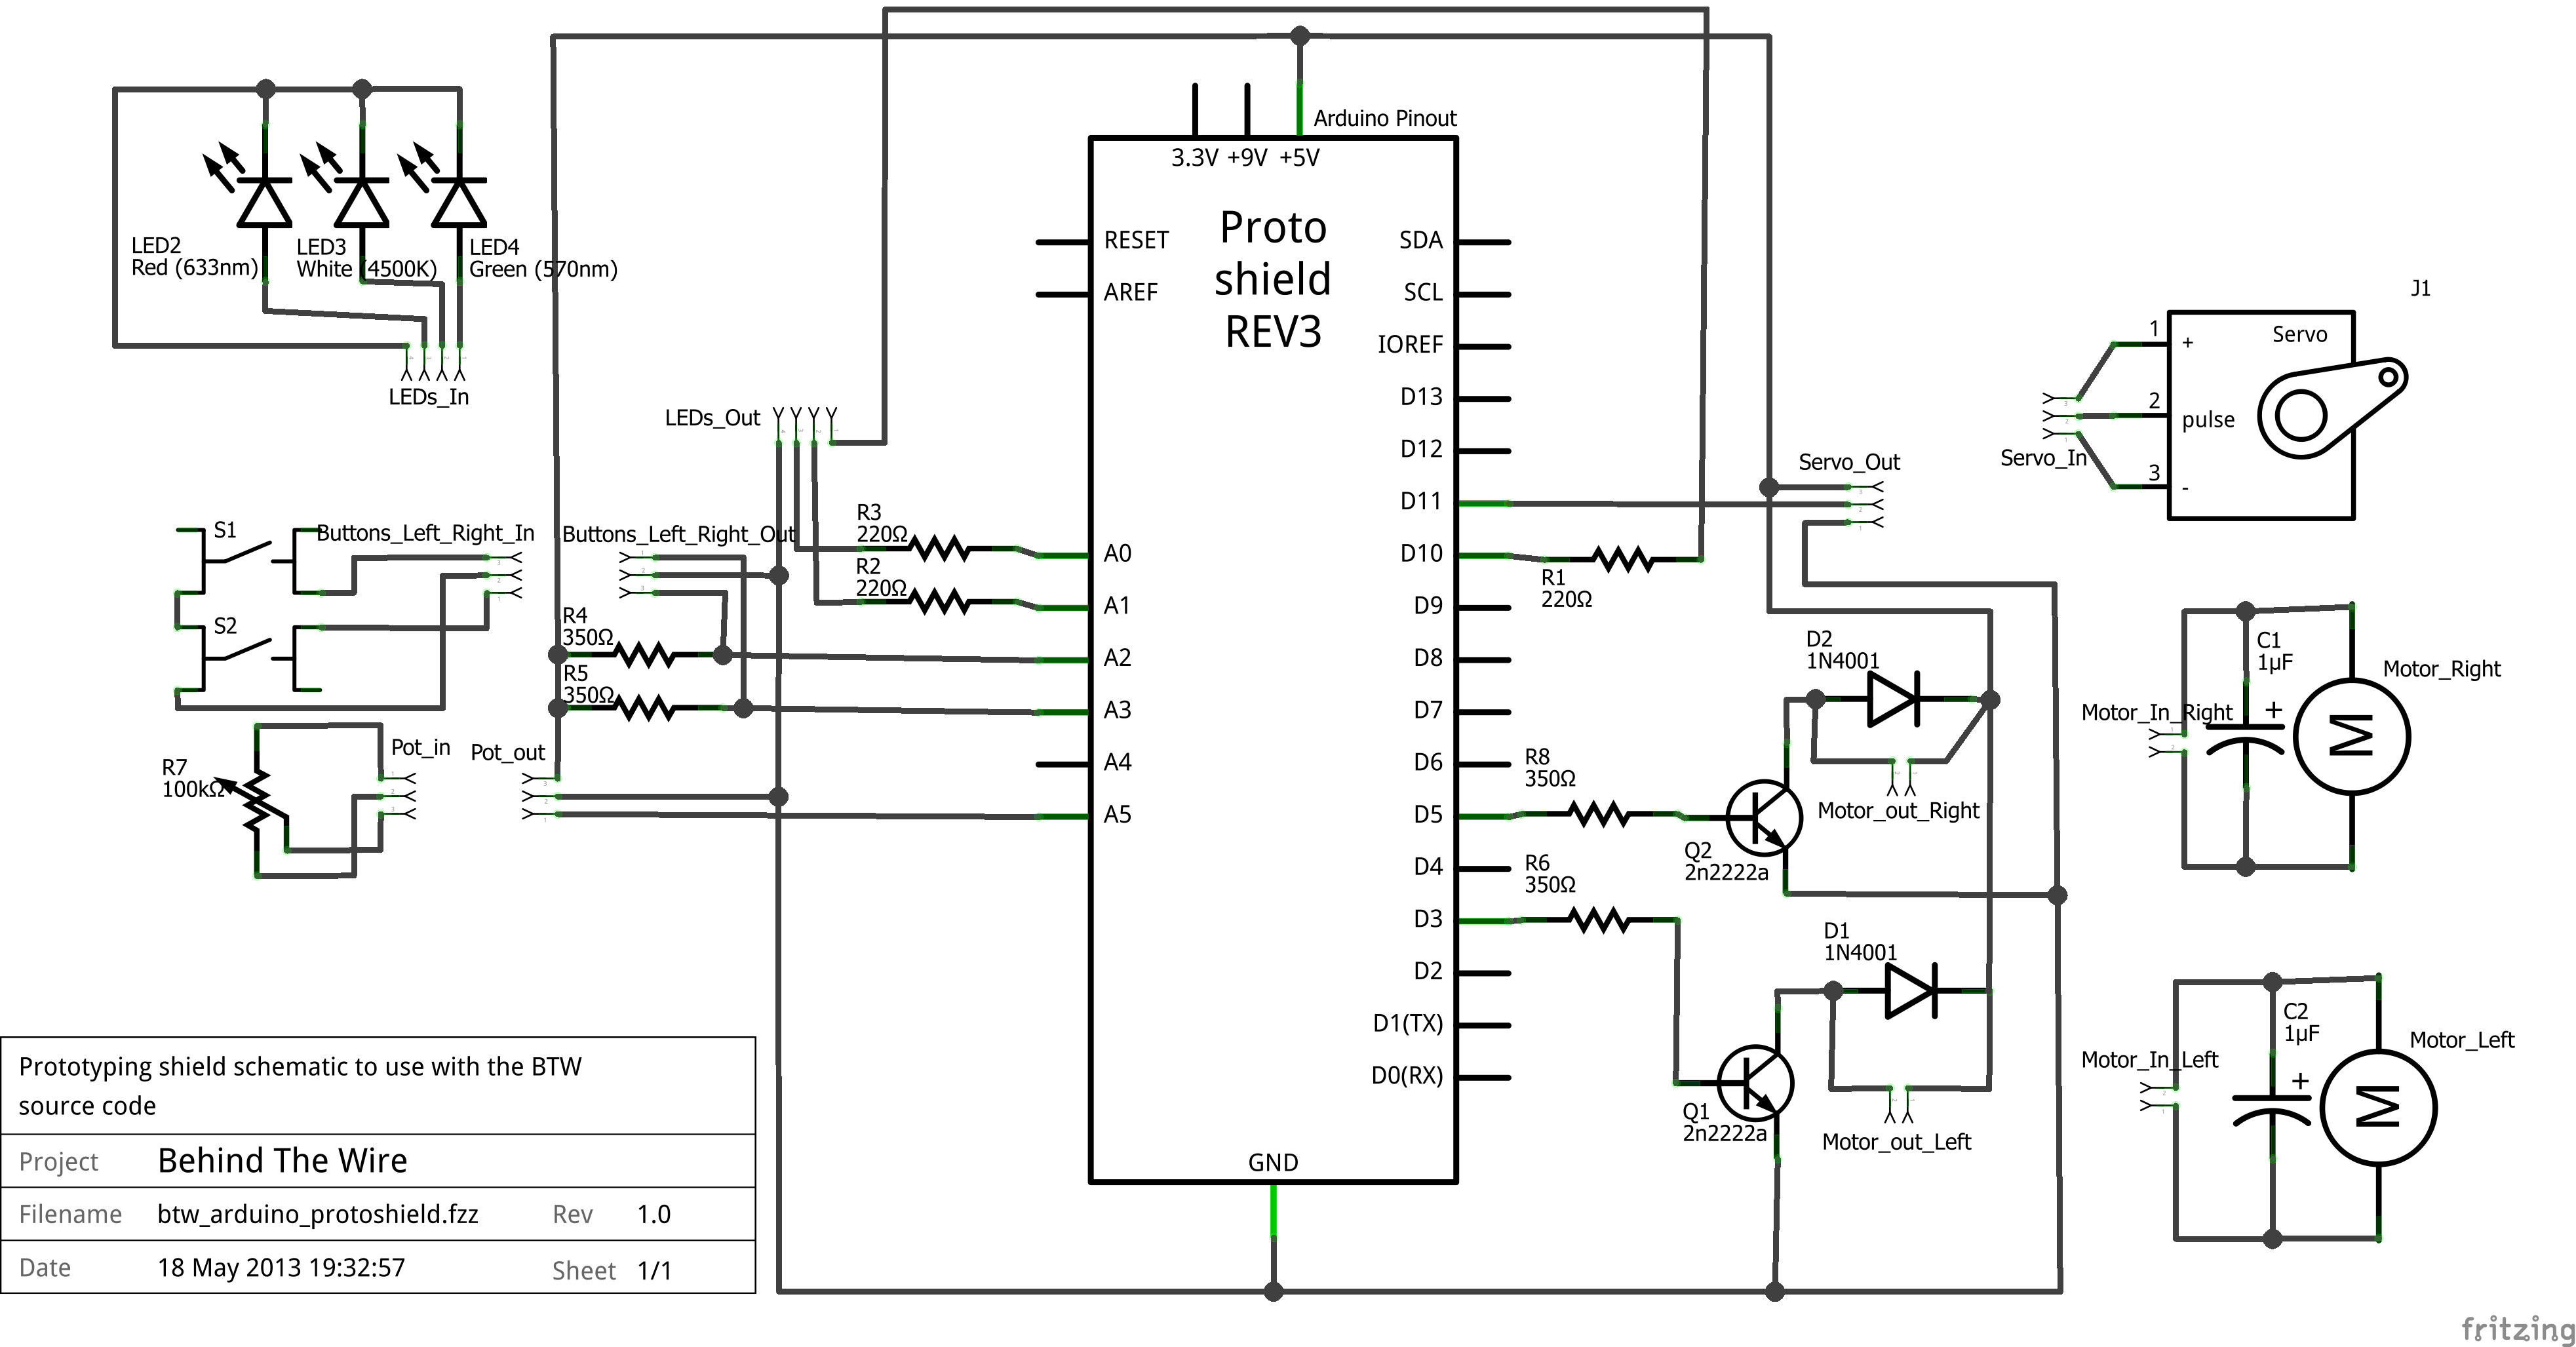 Arduino Pinout
3.3V +9V +5V
Proto
shield
REV3
RESET
AREF
A0
A1
A2
A3
A4
A5
SDA
SCL
IOREF
D13
D12
D11
D10
D9
D8
D7
D6
D5
D4
D3
D2
D1(TX)
D0(RX)
GND
LED2
Red (633nm)
LED3
White (4500K)
LED4
Green (570nm)
LEDs_In
LEDs_Out
S1
S2
Buttons_Left_Right_In
Buttons_Left_Right_Out
R3
220Ω
R2
220Ω
R4
350Ω
R5
350Ω
R7
100kΩ
Pot_in
Pot_out
R1
220Ω
R8
350Ω
R6
350Ω
Servo_Out
D2
1N4001
Motor_out_Right
Q2
2n2222a
D1
1N4001
Motor_out_Left
Q1
2n2222a
J1
Servo
1
+
2
pulse
3
-
Servo_In
C1
1µF
+
M
Motor_Right
Motor_In_Right
C2
1µF
+
M
Motor_Left
Motor_In_Left
Prototyping shield schematic to use with the BTW
source code
Project Behind The Wire
Filename btw_arduino_protoshield.fzz Rev 1.0
Date 18 May 2013 19:32:57 Sheet 1/1
fritzing